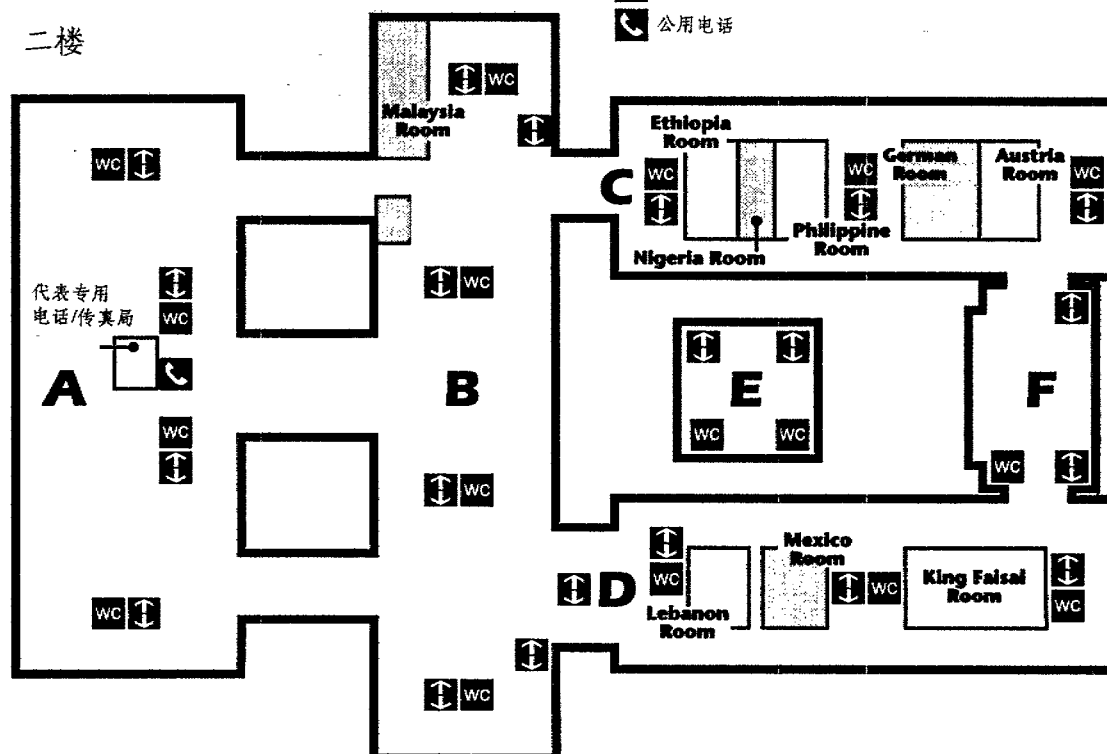 二楼
公用电话
WC
Malaysia
Room
Ethiopia
Room
WC
WC
C
WC
German
Room
Austria
Room
WC
Philippine
Room
Nigeria Room
WC
代表专用
电话/传真局
WC
A
B
E
F
WC
WC
WC
WC
WC
WC
Mexico
Room
D
WC
WC
King Faisal
Room
WC
Lebanon
Room
WC
WC